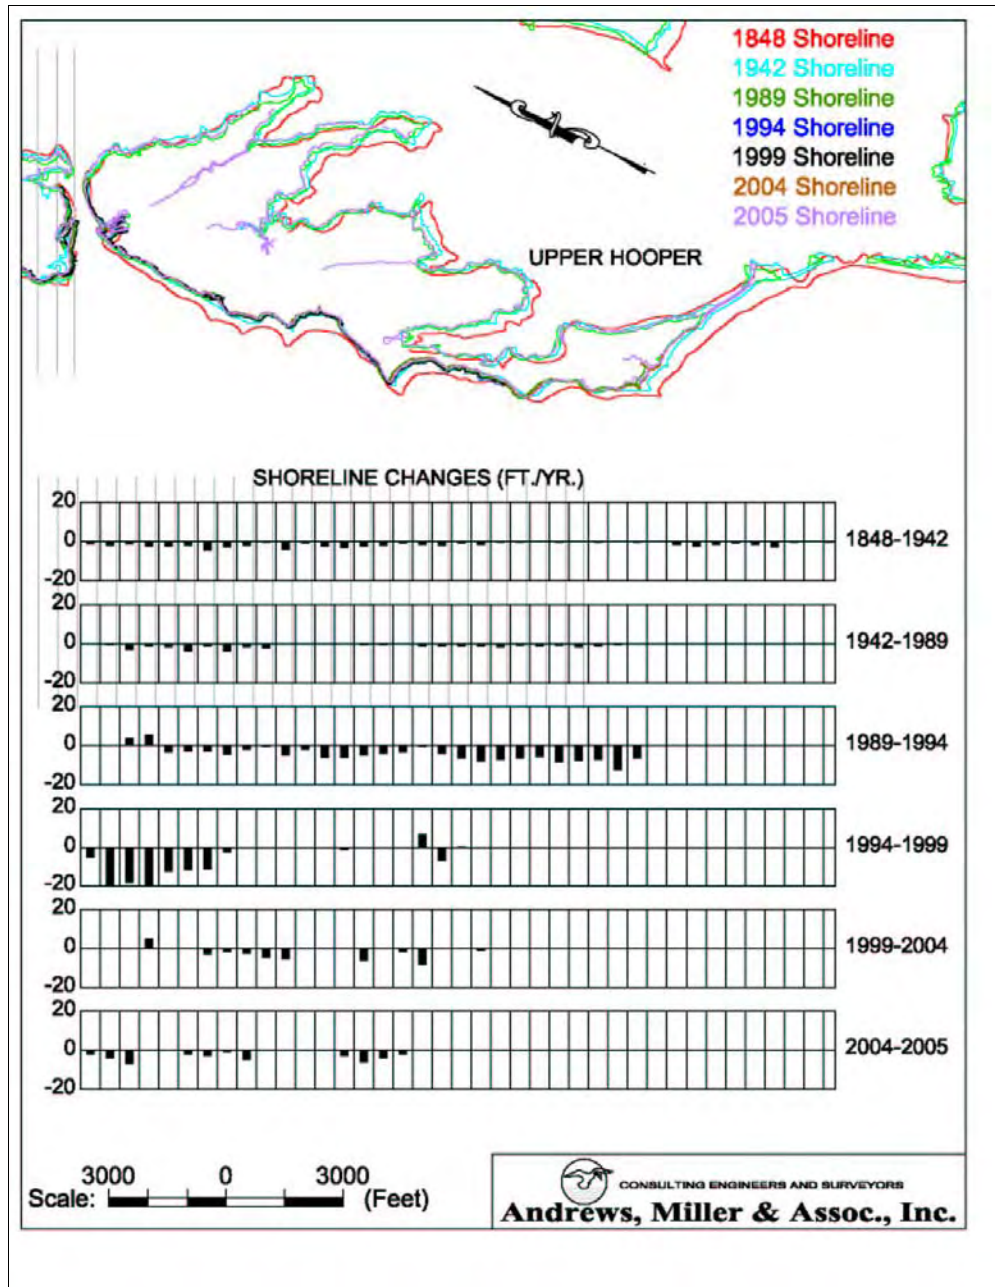 1848 Shoreline
1942 Shoreline
1989 Shoreline
1994 Shoreline
1999 Shoreline
2004 Shoreline
2005 Shoreline
UPPER HOOPER
SHORELINE CHANGES (FT./YR.)
20
0
-20
1848-1942
20
0
-20
1942-1989
20
0
-20
1989-1994
20
0
-20
1994-1999
20
0
-20
1999-2004
20
0
-20
2004-2005
3000 0 3000
Scale: (Feet)
CONSULTING ENGINEERS AND SURVEYORS
Andrews, Miller & Assoc., Inc.